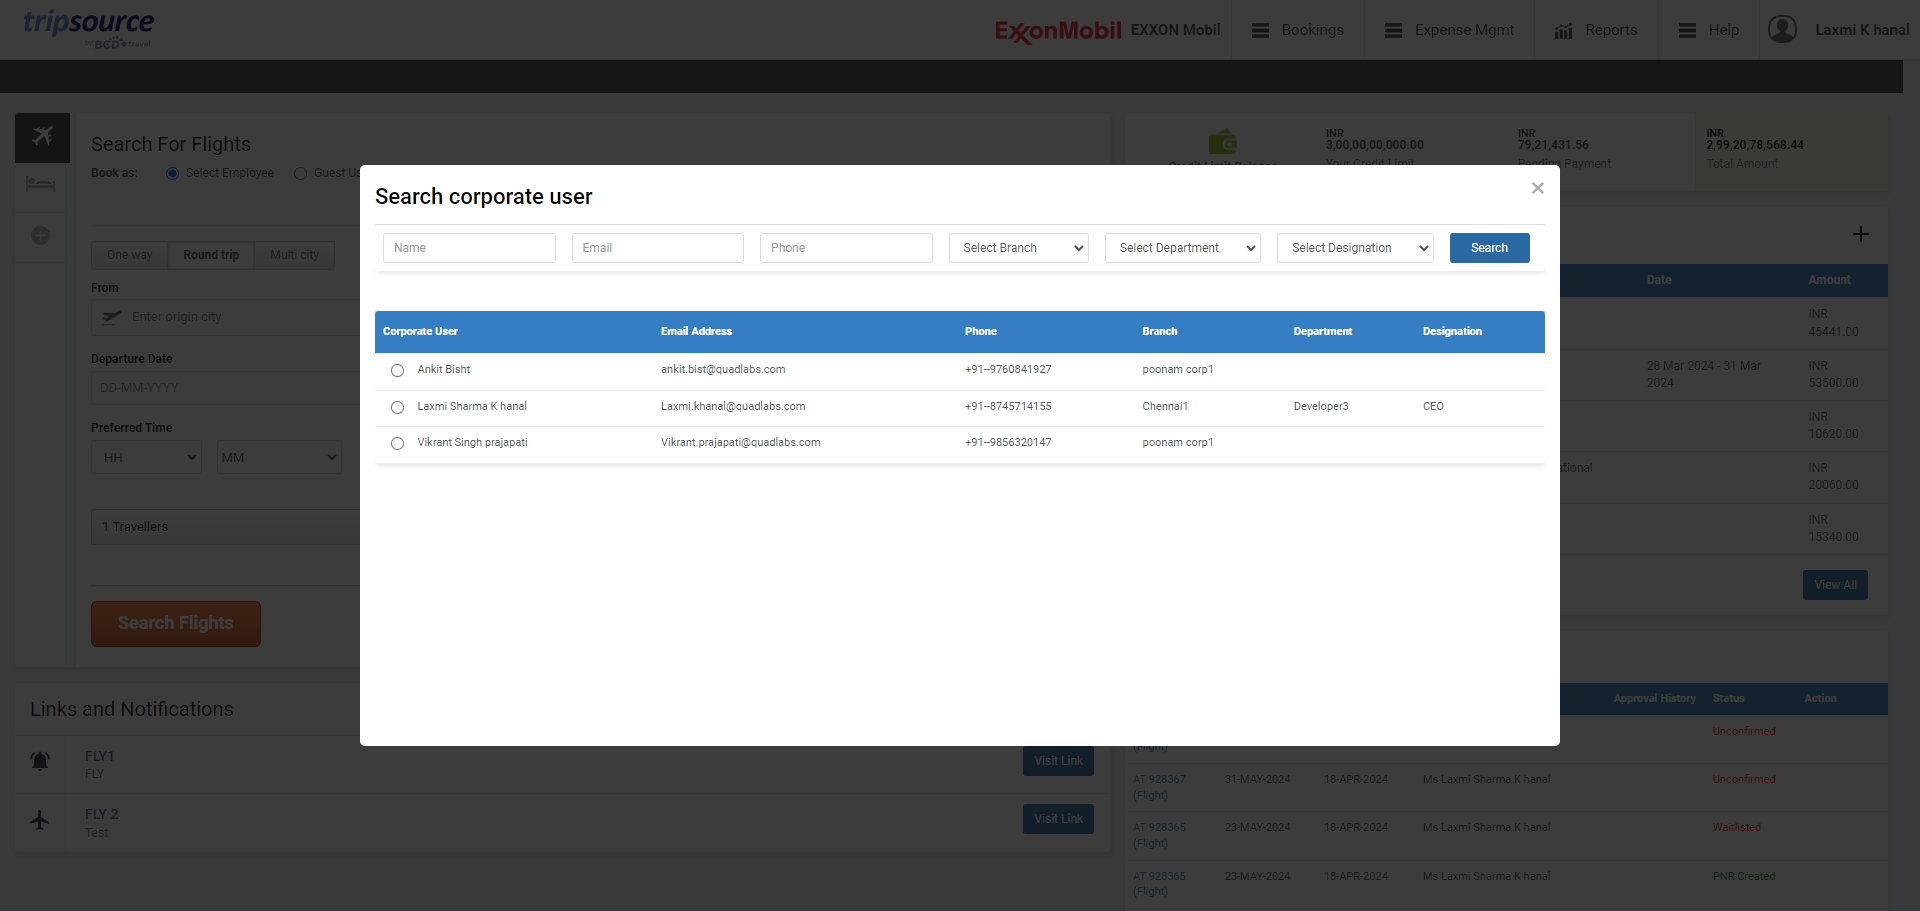 tripsource
by BCD travel
ExxonMobil EXXON Mobil
Bookings
Expense Mgmt
Reports
Help
Laxmi K hanal
Search For Flights
Book as: Select Employee Guest Us
One way Round trip Multi city
From
Enter origin city
Departure Date
DD-MM-YYYY
Preferred Time
HH MM
1 Travellers
Search Flights
INR
3,00,00,00,000.00
Your Credit Limit
INR
79,21,431.56
Pending Payment
INR
2,99,20,78,568.44
Total Amount
Credit Limit Balance
Search corporate user
×
Name Email Phone Select Branch Select Department Select Designation Search
Corporate User Email Address Phone Branch Department Designation
Ankit Bisht ankit.bist@quadlabs.com +91--9760841927 poonam corp1
Laxmi Sharma K hanal Laxmi.khanal@quadlabs.com +91--8745714155 Chennai1 Developer3 CEO
Vikrant Singh prajapati Vikrant.prajapati@quadlabs.com +91--9856320147 poonam corp1
Date Amount
INR
45441.00
28 Mar 2024 - 31 Mar
2024
INR
53500.00
INR
10620.00
ational
INR
20060.00
INR
15340.00
View All
Links and Notifications
FLY1
FLY
Visit Link
FLY 2
Test
Visit Link
Approval History Status Action
(Flight)
Unconfirmed
AT 928367
(Flight)
31-MAY-2024 18-APR-2024 Ms Laxmi Sharma K hanal Unconfirmed
AT 928365
(Flight)
23-MAY-2024 18-APR-2024 Ms Laxmi Sharma K hanal Waitlisted
AT 928365
(Flight)
23-MAY-2024 18-APR-2024 Ms Laxmi Sharma K hanal PNR Created